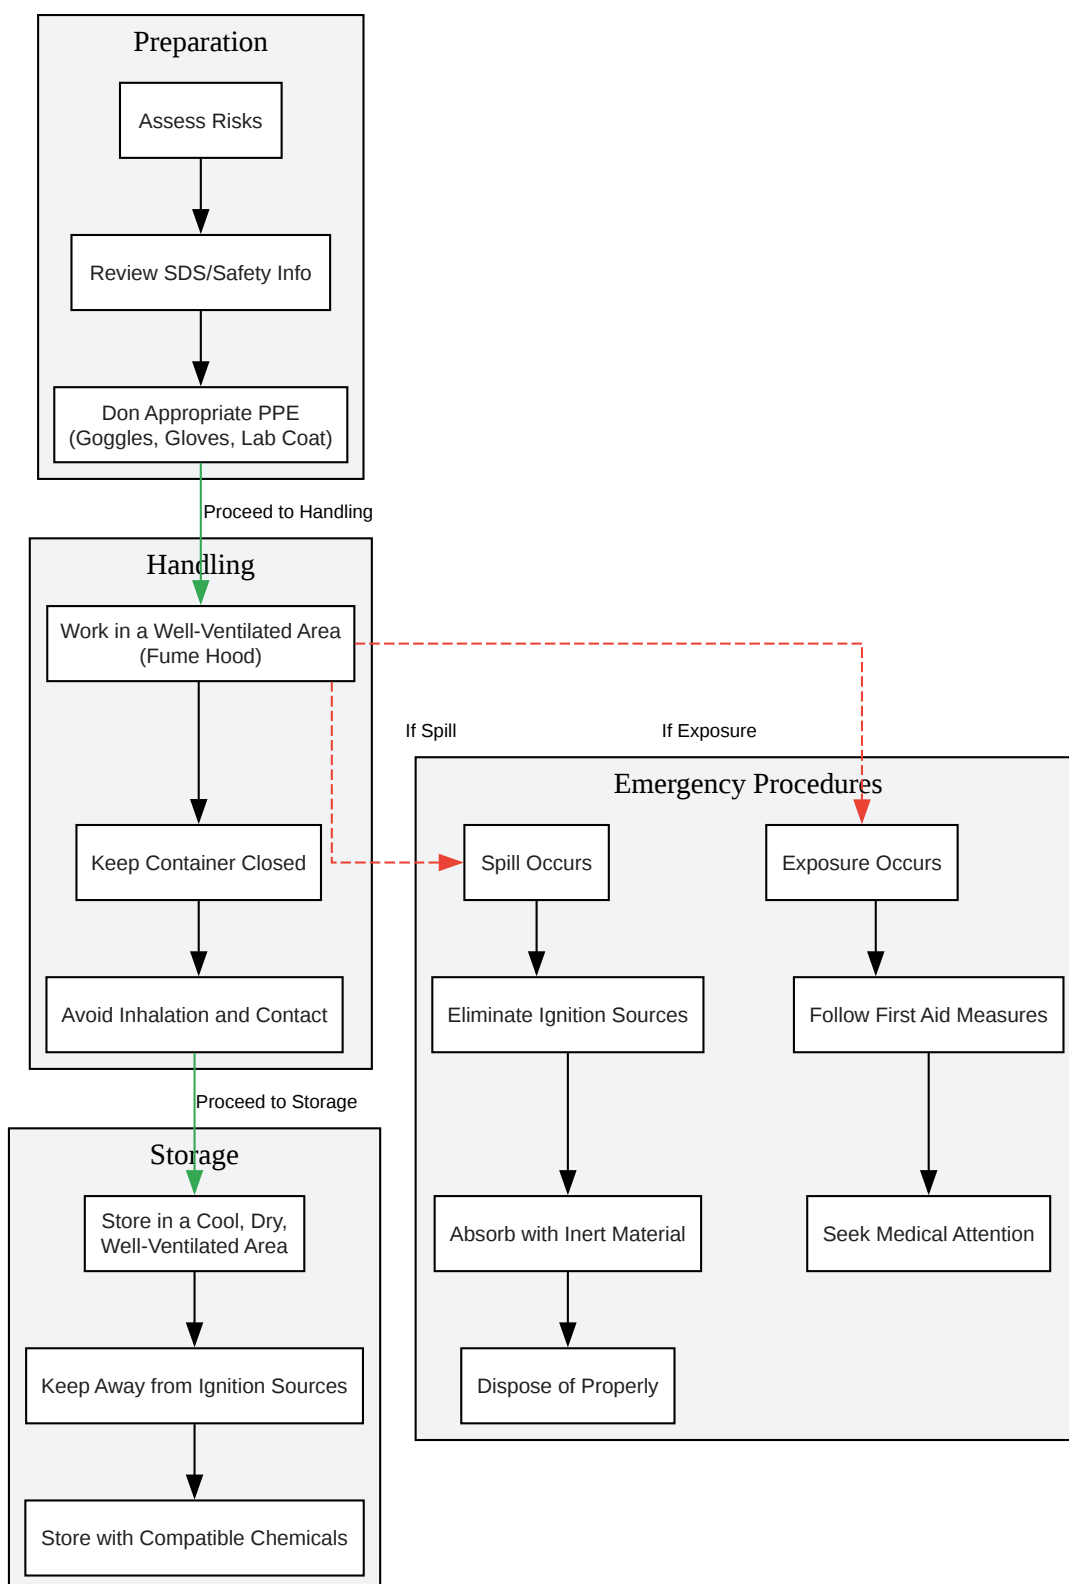 Preparation
Assess Risks
Review SDS/Safety Info
Don Appropriate PPE
(Goggles, Gloves, Lab Coat)
Proceed to Handling
Handling
Work in a Well-Ventilated Area
(Fume Hood)
Keep Container Closed
Avoid Inhalation and Contact
Proceed to Storage
Storage
Store in a Cool, Dry,
Well-Ventilated Area
Keep Away from Ignition Sources
Store with Compatible Chemicals
If Spill
If Exposure
Emergency Procedures
Spill Occurs
Eliminate Ignition Sources
Absorb with Inert Material
Dispose of Properly
Exposure Occurs
Follow First Aid Measures
Seek Medical Attention